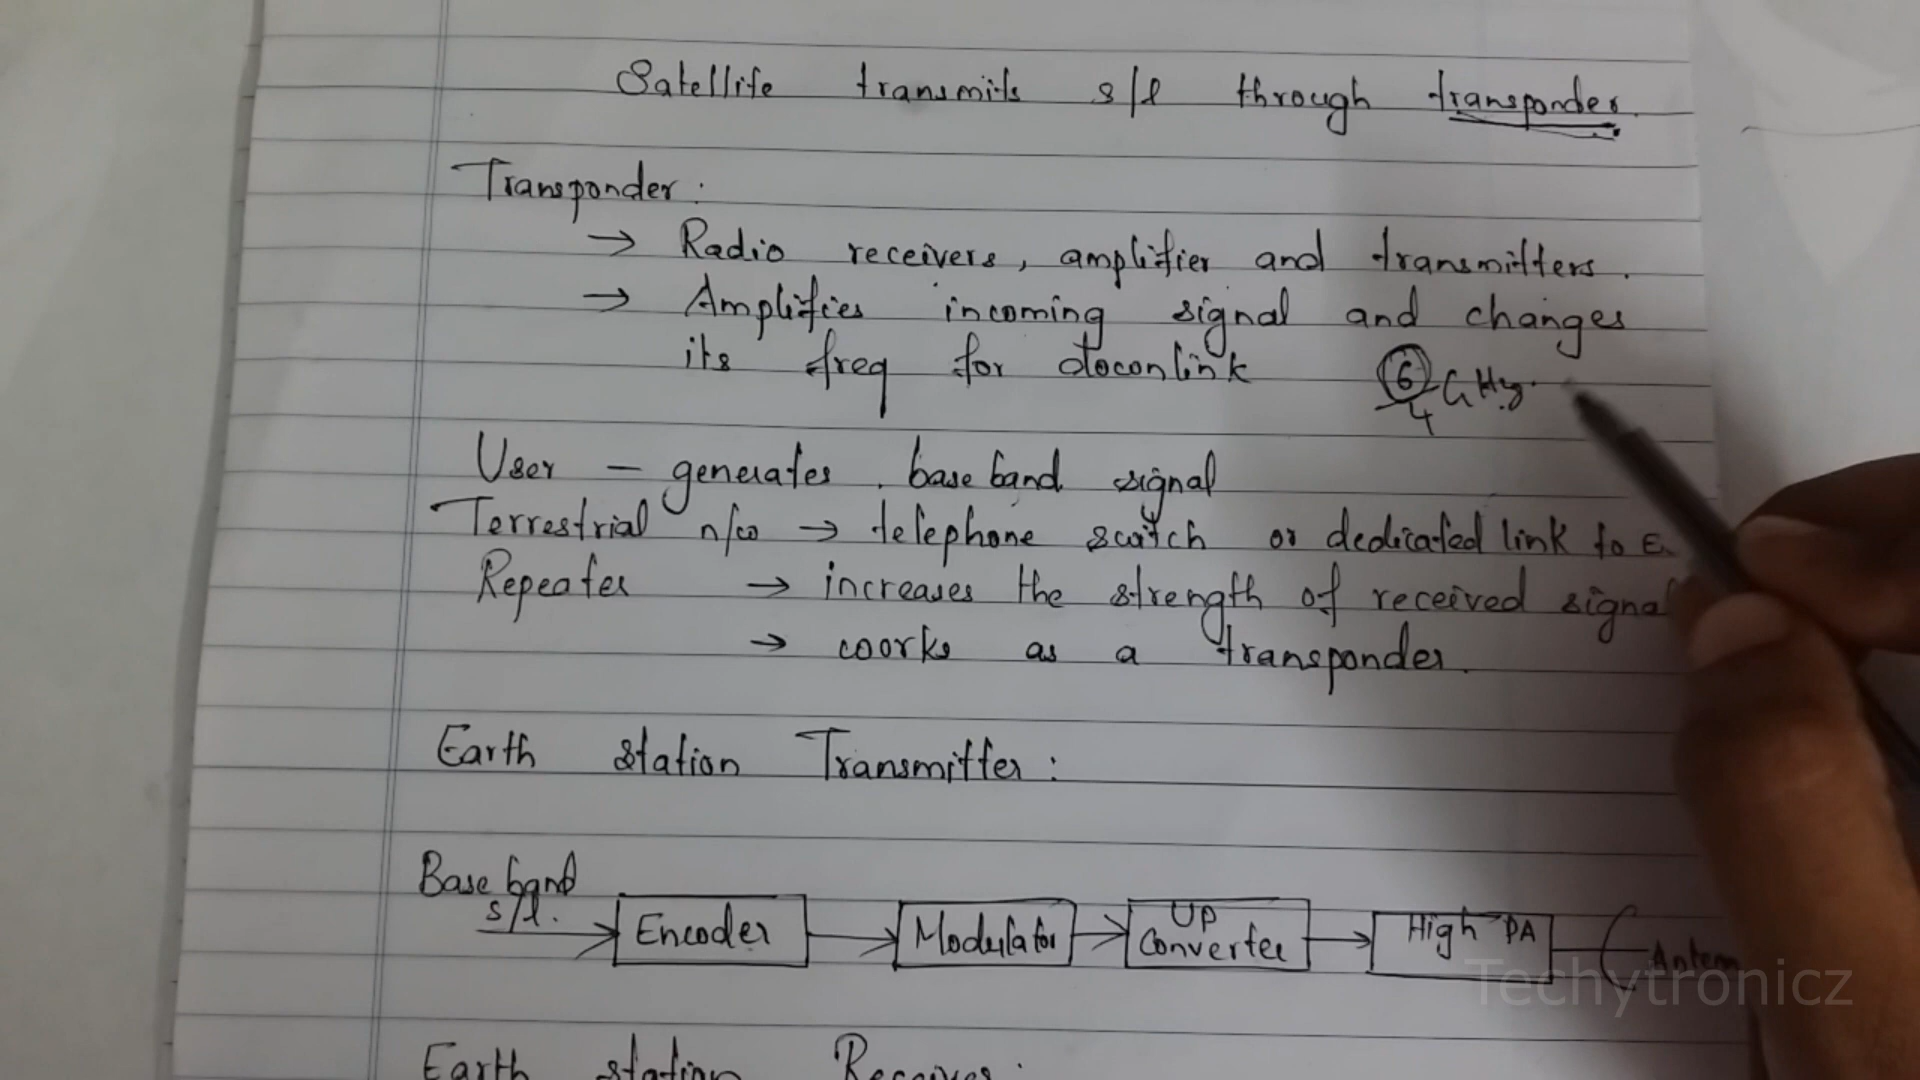 Satellite transmits s/l through transponder.
Transponder:
→ Radio receivers, amplifier and transmitters.
→ Amplifies incoming signal and changes
its freq for downlink 6/4 GHz.
User - generates base band signal
Terrestrial n/w → telephone switch or dedicated link to E
Repeater → increases the strength of received signal
→ works as a transponder.
Earth station Transmitter:
Base band
s/l.
Encoder
Modulator
Up
Converter
High PA
Antenn
Techytronicz
Earth station Receiver: